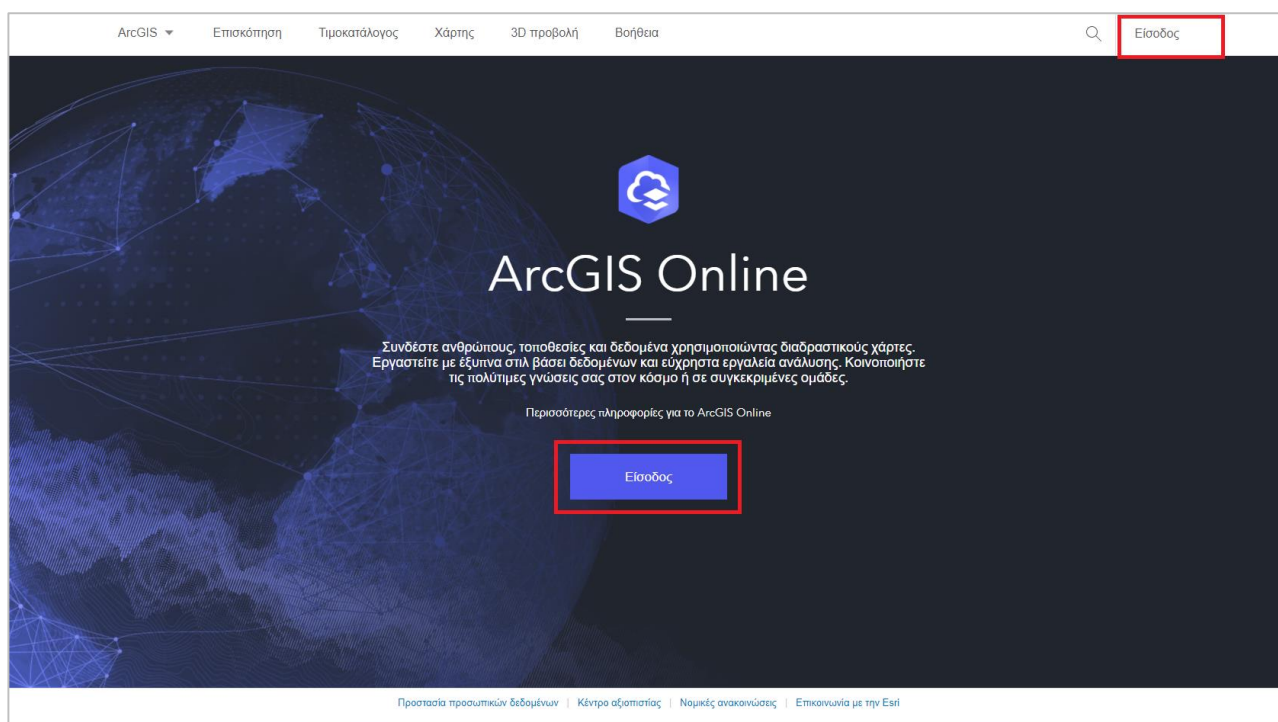 ArcGIS Επισκόπηση Τιμοκατάλογος Χάρτης 3D προβολή Βοήθεια Είσοδος
ArcGIS Online
Συνδέστε ανθρώπους, τοποθεσίες και δεδομένα χρησιμοποιώντας διαδραστικούς χάρτες.
Εργαστείτε με έξυπνα στιλ βάσει δεδομένων και εύχρηστα εργαλεία ανάλυσης. Κοινοποιήστε
τις πολύτιμες γνώσεις σας στον κόσμο ή σε συγκεκριμένες ομάδες.
Περισσότερες πληροφορίες για το ArcGIS Online
Είσοδος
Προστασία προσωπικών δεδομένων | Κέντρο αξιοπιστίας | Νομικές ανακοινώσεις | Επικοινωνία με την Esri